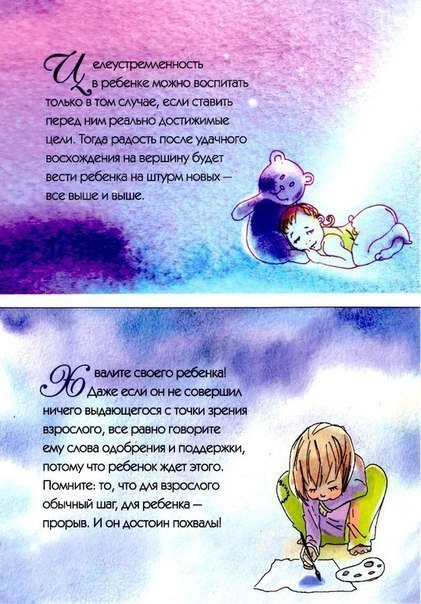 Целеустремленность
в ребенке можно воспитать
только в том случае, если ставить
перед ним реально достижимые
цели. Тогда радость после удачного
восхождения на вершину будет
вести ребенка на штурм новых –
все выше и выше.
Хвалите своего ребенка!
Даже если он не совершил
ничего выдающегося с точки зрения
взрослого, все равно говорите
ему слова одобрения и поддержки,
потому что ребенок ждет этого.
Помните: то, что для взрослого
обычный шаг, для ребенка –
прорыв. И он достоин похвалы!